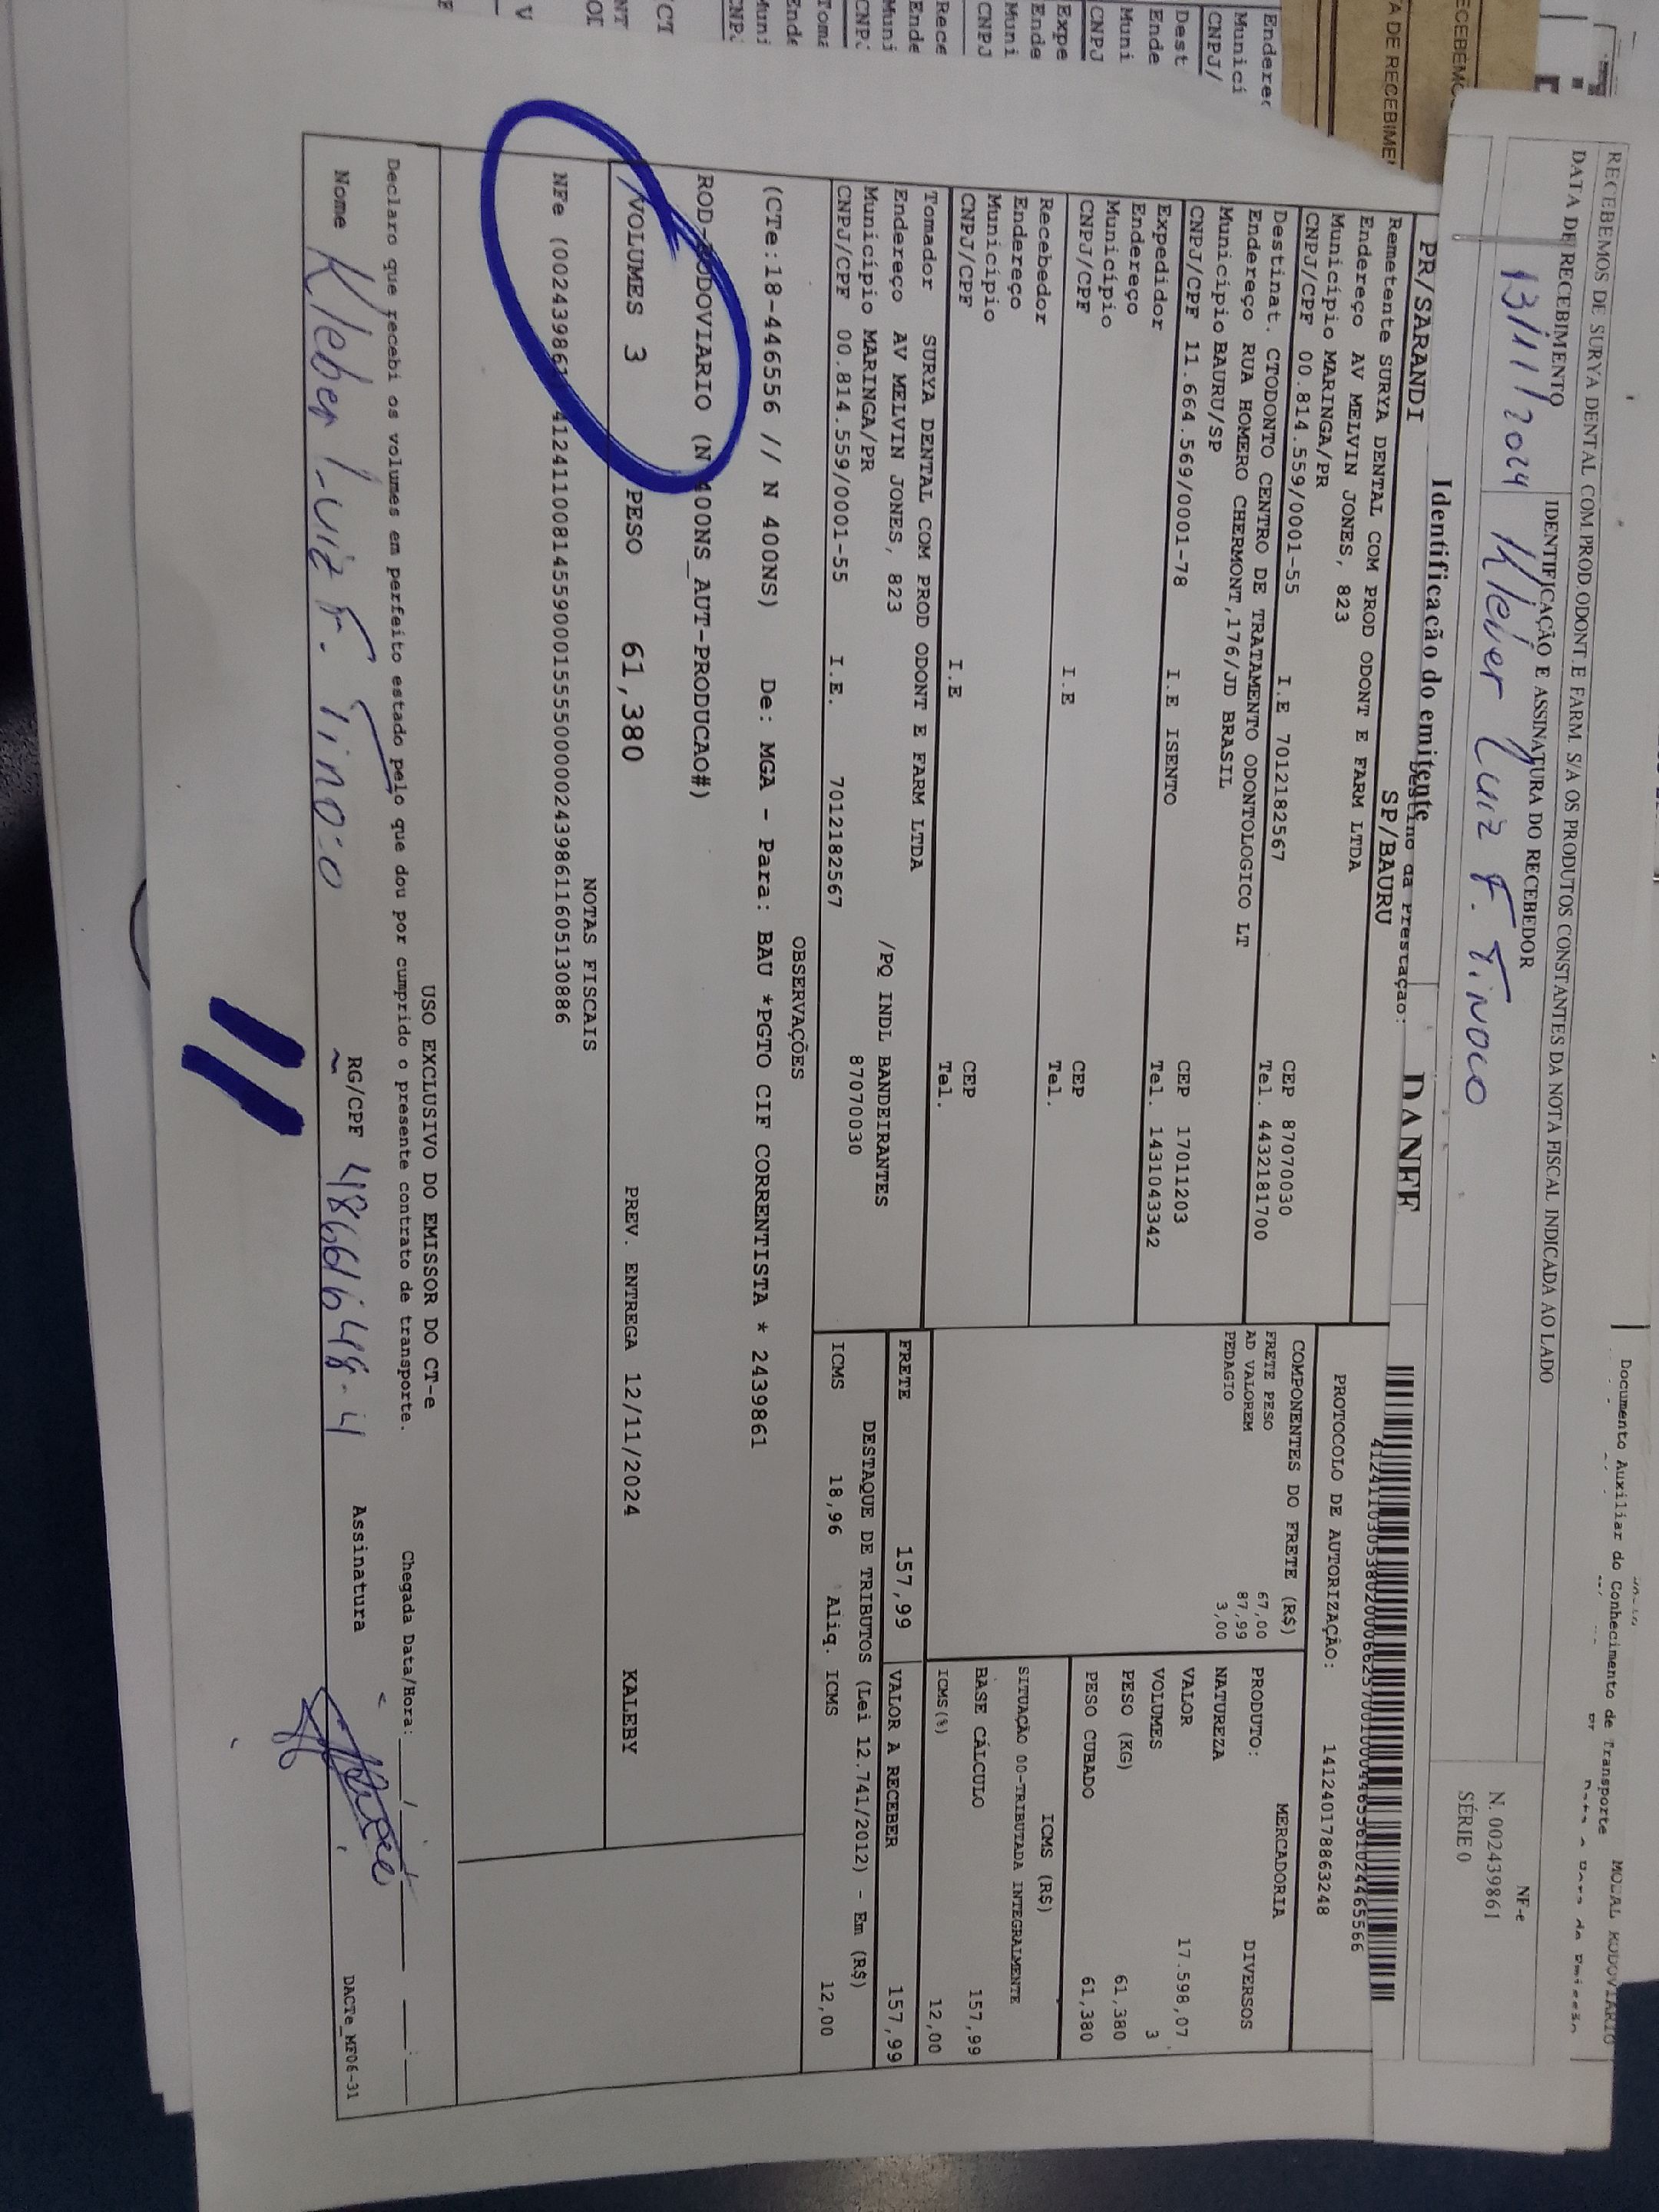 RECEBEMOS DE SURYA DENTAL COM.PROD.ODONT.E FARM. S/A OS PRODUTOS CONSTANTES DA NOTA FISCAL INDICADA AO LADO
DATA DE RECEBIMENTO
IDENTIFICAÇÃO E ASSINATURA DO RECEBEDOR
13/11/2024 Kleber Luiz F. Tinoco
NF-e
N. 002439861
SÉRIE 0
Documento Auxiliar do Conhecimento de Transporte
MODAL RODOVIARIO
ECEBEMO
A DE RECEBIME
Identificação do emitente
DANFE
PR/SARANDI
SP/BAURU
Remetente SURYA DENTAL COM PROD ODONT E FARM LTDA
Endereço AV MELVIN JONES, 823
Município MARINGA/PR
CEP 87070030
CNPJ/CPF 00.814.559/0001-55 I.E 7012182567 Tel. 4432181700
Destinat. CTODONTO CENTRO DE TRATAMENTO ODONTOLOGICO LT
Endereço RUA HOMERO CHERMONT,176/JD BRASIL
Município BAURU/SP CEP 17011203
CNPJ/CPF 11.664.569/0001-78 I.E ISENTO Tel. 1431043342
Expedidor
Endereço
Município CEP
CNPJ/CPF I.E Tel.
Recebedor
Endereço
Município CEP
CNPJ/CPF I.E Tel.
Tomador SURYA DENTAL COM PROD ODONT E FARM LTDA
Endereço AV MELVIN JONES, 823 /PQ INDL BANDEIRANTES
Município MARINGA/PR 87070030
CNPJ/CPF 00.814.559/0001-55 I.E. 7012182567
PROTOCOLO DE AUTORIZAÇÃO: 141240178863248
COMPONENTES DO FRETE (R$)
FRETE PESO 67,00
AD VALOREM 87,99
PEDAGIO 3,00
MERCADORIA
PRODUTO: DIVERSOS
NATUREZA
VALOR 17.598,07
VOLUMES 3
PESO (KG) 61,380
PESO CUBADO 61,380
ICMS (R$)
SITUAÇÃO 00-TRIBUTADA INTEGRALMENTE
BASE CÁLCULO 157,99
ICMS(%) 12,00
FRETE 157,99 VALOR A RECEBER 157,99
DESTAQUE DE TRIBUTOS (Lei 12.741/2012) - Em (R$)
ICMS 18,96 Aliq. ICMS 12,00
OBSERVAÇÕES
(CTe:18-446556 // N 400NS) De: MGA - Para: BAU *PGTO CIF CORRENTISTA * 2439861
ROD-RODOVIARIO (N 400NS_AUT-PRODUCAO#)
/VOLUMES 3 PESO 61,380 PREV. ENTREGA 12/11/2024 KALEBY
NOTAS FISCAIS
USO EXCLUSIVO DO EMISSOR DO CT-e
Declaro que recebi os volumes em perfeito estado pelo que dou por cumprido o presente contrato de transporte.
Chegada Data/Hora: ____/____/____ ___:___
Nome Kleber Luiz F. Tinoco RG/CPF Assinatura
DACTe_MF06-31